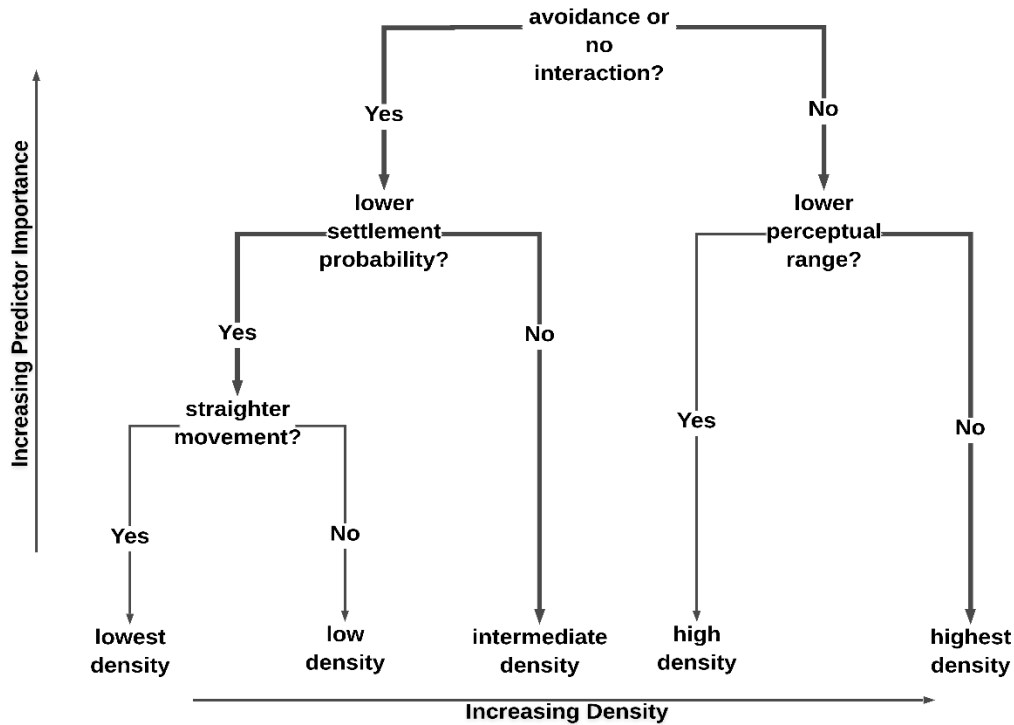 avoidance or
no
interaction?
Yes
No
lower
settlement
probability?
lower
perceptual
range?
Yes
No
Yes
No
straighter
movement?
Yes
No
lowest
density
low
density
intermediate
density
high
density
highest
density
Increasing Density
Increasing Predictor Importance